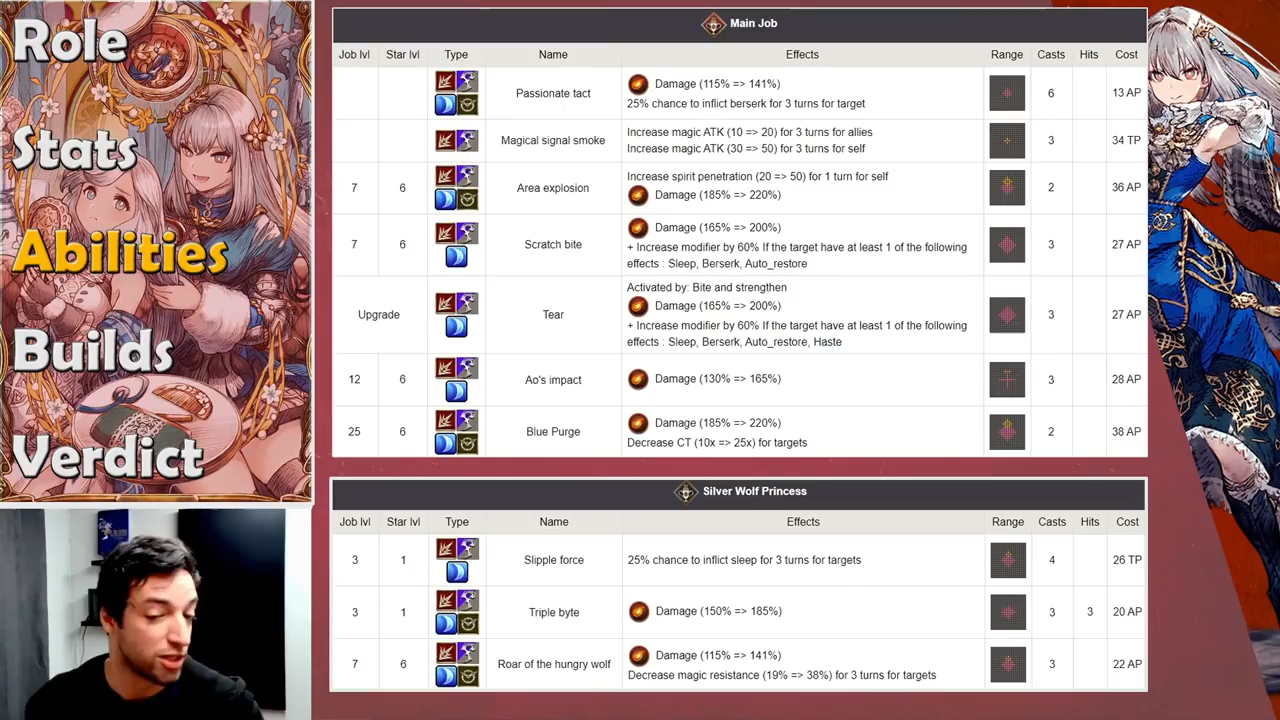 Role
Stats
Abilities
Builds
Verdict
Main Job
Job lvl Star lvl Type Name Effects Range Casts Hits Cost
Damage (115% => 141%)
Passionate tact 6 13 AP
25% chance to inflict berserk for 3 turns for target
Increase magic ATK (10 => 20) for 3 turns for allies
Magical signal smoke 3 34 TP
Increase magic ATK (30 => 50) for 3 turns for self
Increase spirit penetration (20 => 50) for 1 turn for self
7 6 Area explosion 2 36 AP
Damage (185% => 220%)
Damage (165% => 200%)
7 6 Scratch bite 3 27 AP
+ Increase modifier by 60% If the target have at least 1 of the following
effects : Sleep, Berserk, Auto_restore
Activated by: Bite and strengthen
Damage (165% => 200%)
Upgrade Tear 3 27 AP
+ Increase modifier by 60% If the target have at least 1 of the following
effects : Sleep, Berserk, Auto_restore, Haste
12 6 Ao's impact Damage (130% => 165%) 3 28 AP
Damage (185% => 220%)
25 6 Blue Purge 2 38 AP
Decrease CT (10x => 25x) for targets
Silver Wolf Princess
Job lvl Star lvl Type Name Effects Range Casts Hits Cost
3 1 Slipple force 25% chance to inflict sleep for 3 turns for targets 4 26 TP
3 1 Triple byte Damage (150% => 185%) 3 3 20 AP
Damage (115% => 141%)
7 6 Roar of the hungry wolf 3 22 AP
Decrease magic resistance (19% => 38%) for 3 turns for targets